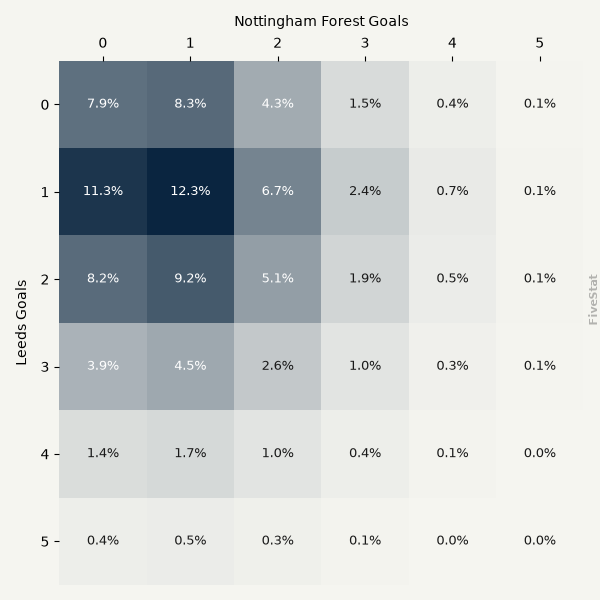 Nottingham Forest Goals
0 1 2 3 4 5
0 7.9% 8.3% 4.3% 1.5% 0.4% 0.1%
1 11.3% 12.3% 6.7% 2.4% 0.7% 0.1%
2 8.2% 9.2% 5.1% 1.9% 0.5% 0.1%
3 3.9% 4.5% 2.6% 1.0% 0.3% 0.1%
4 1.4% 1.7% 1.0% 0.4% 0.1% 0.0%
5 0.4% 0.5% 0.3% 0.1% 0.0% 0.0%
Leeds Goals
FiveStat